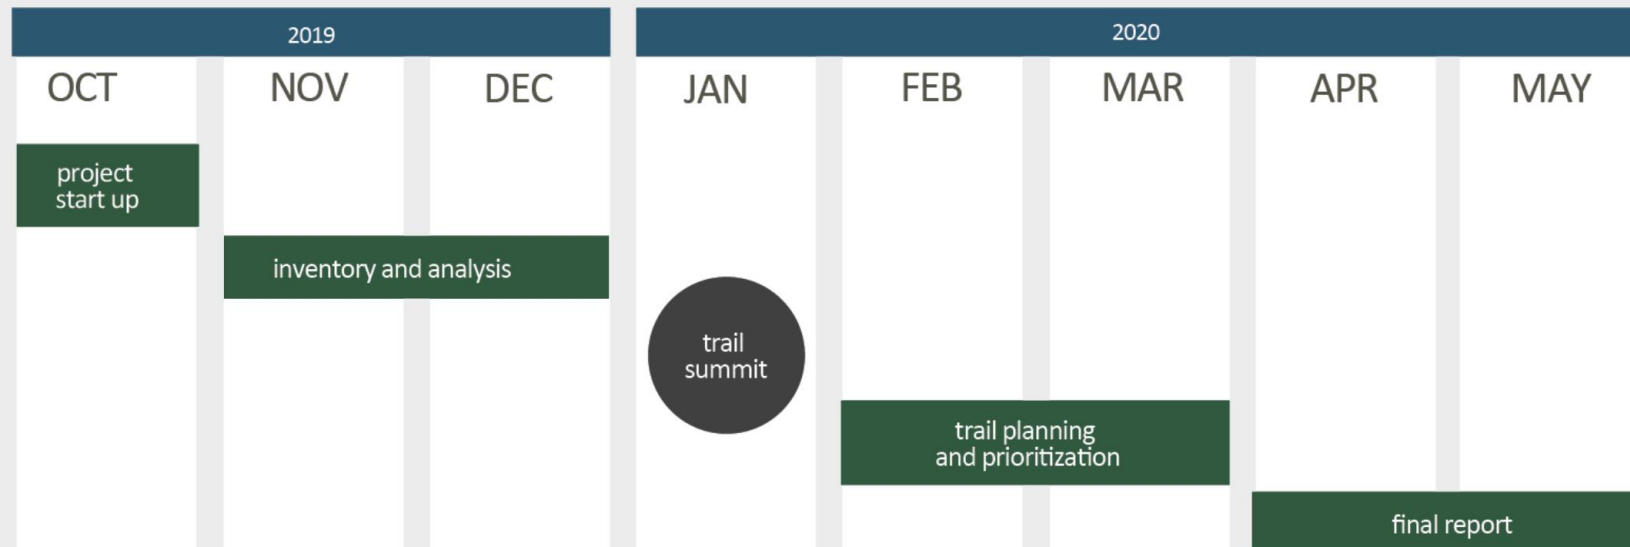 2019
2020
OCT
NOV
DEC
JAN
FEB
MAR
APR
MAY
project
start up
inventory and analysis
trail
summit
trail planning
and prioritization
final report